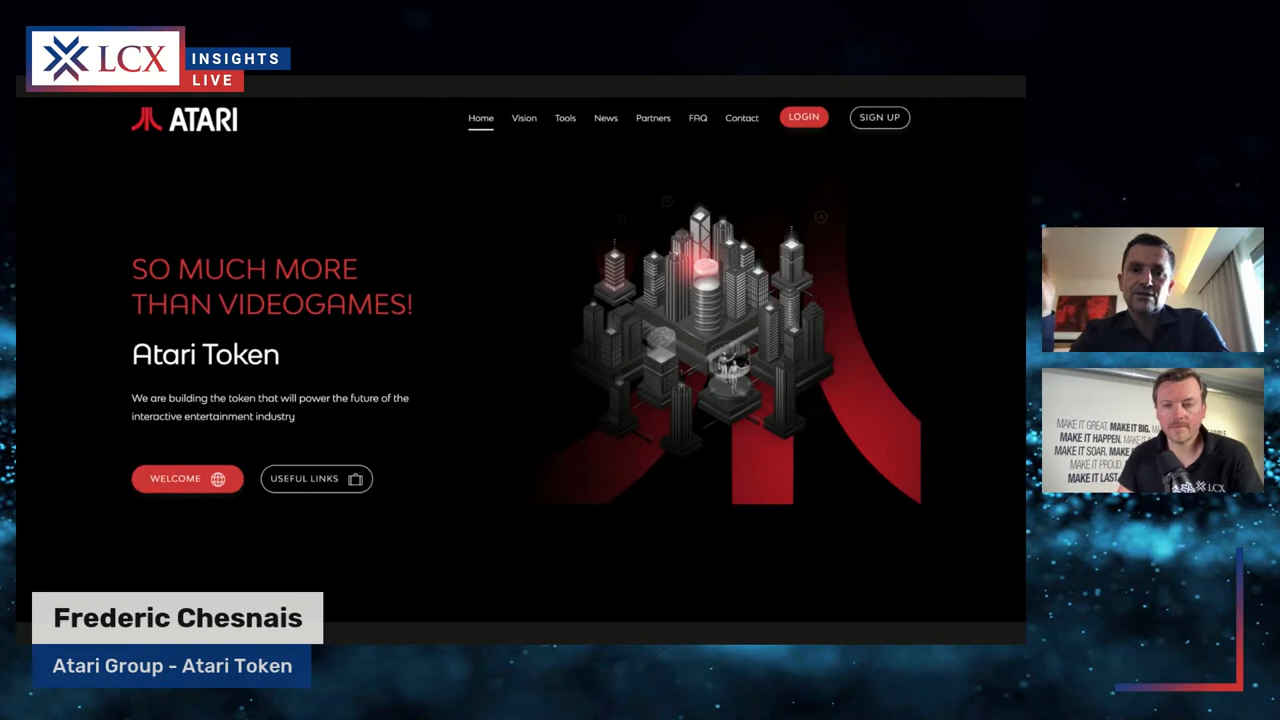 LCX
INSIGHTS
LIVE
ATARI
Home
Vision
Tools
News
Partners
FAQ
Contact
LOGIN
SIGN UP
SO MUCH MORE
THAN VIDEOGAMES!
Atari Token
We are building the token that will power the future of the
interactive entertainment industry
WELCOME
USEFUL LINKS
MAKE IT GREAT. MAKE IT BIG.
MAKE IT HAPPEN. MAKE IT
MAKE IT SOAR. MAKE
MAKE IT PROUD.
MAKE IT LAST.
LCX
Frederic Chesnais
Atari Group - Atari Token